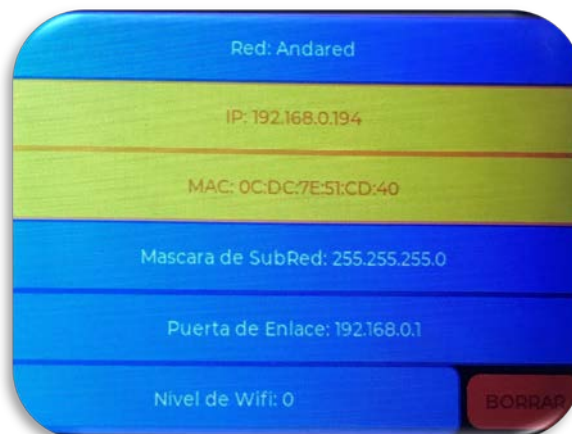 Red: Andared
IP: 192.168.0.194
MAC: 0C:DC:7E:51:CD:40
Mascara de SubRed: 255.255.255.0
Puerta de Enlace: 192.168.0.1
Nivel de Wifi: 0
BORRAR